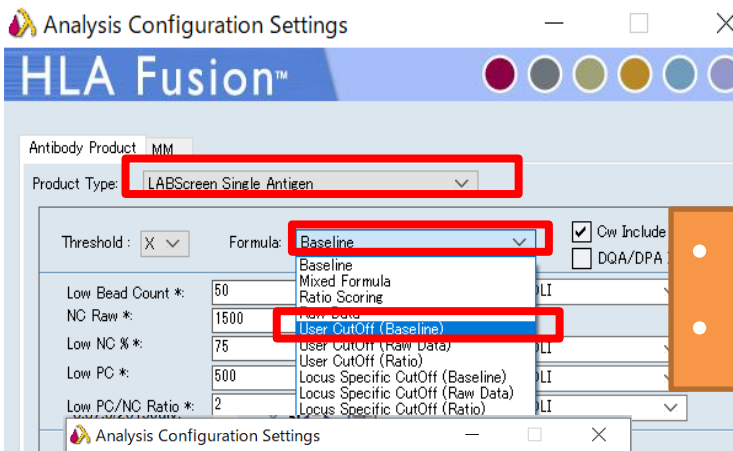 Analysis Configuration Settings
HLA Fusion™
Antibody Product MM
Product Type: LABScreen Single Antigen
Threshold : X Formula: Baseline Cw Include
DQA/DPA
Baseline
Mixed Formula
Ratio Scoring
Raw Data
User CutOff (Baseline)
User CutOff (Raw Data)
User CutOff (Ratio)
Locus Specific CutOff (Baseline)
Locus Specific CutOff (Raw Data)
Locus Specific CutOff (Ratio)
Low Bead Count *: 50
NC Raw *: 1500
Low NC % *: 75
Low PC *: 500
Low PC/NC Ratio *: 2
Analysis Configuration Settings